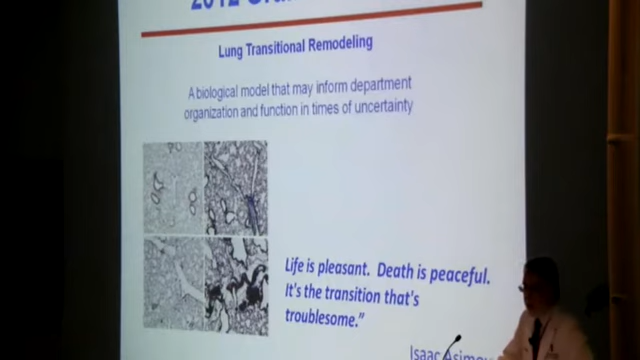 2012
Lung Transitional Remodeling
A biological model that may inform department
organization and function in times of uncertainty
Life is pleasant. Death is peaceful.
It's the transition that's
troublesome.”
Isaac Asimov